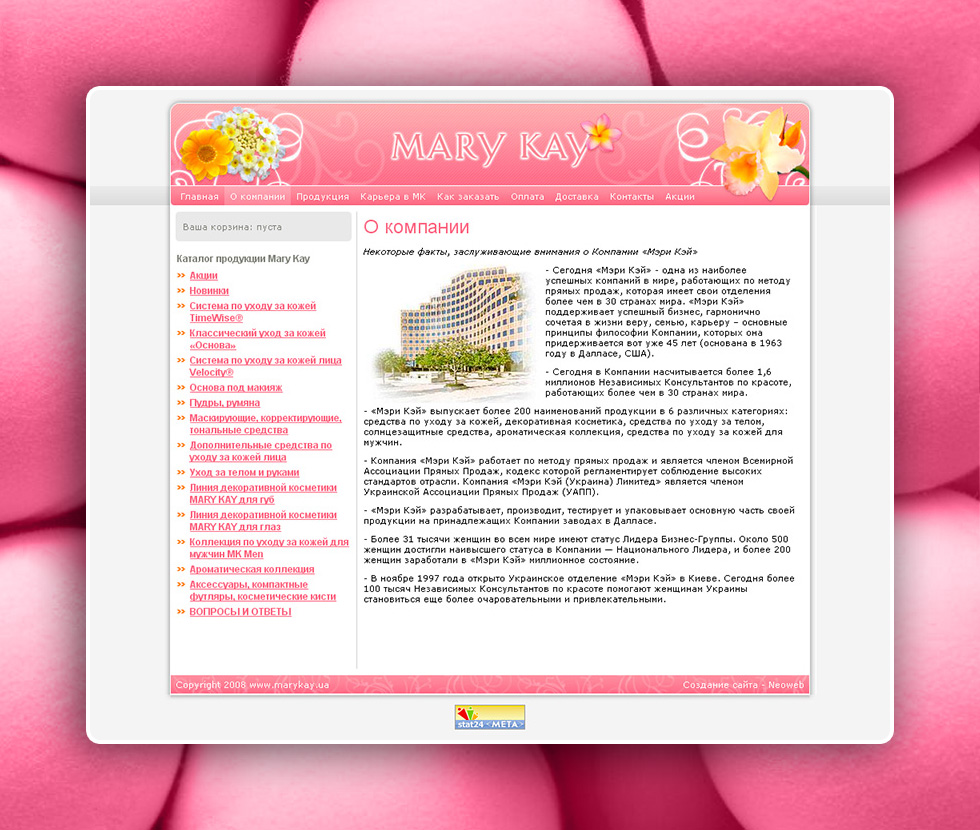 MARY KAY
Главная О компании Продукция Карьера в МК Как заказать Оплата Доставка Контакты Акции
Ваша корзина: пуста
Каталог продукции Mary Kay
Акции
Новинки
Система по уходу за кожей
TimeWise®
Классический уход за кожей
«Основа»
Система по уходу за кожей лица
Velocity®
Основа под макияж
Пудры, румяна
Маскирующие, корректирующие,
тональные средства
Дополнительные средства по
уходу за кожей лица
Уход за телом и руками
Линия декоративной косметики
MARY KAY для губ
Линия декоративной косметики
MARY KAY для глаз
Коллекция по уходу за кожей для
мужчин MK Men
Ароматическая коллекция
Аксессуары, компактные
футляры, косметические кисти
ВОПРОСЫ И ОТВЕТЫ
О компании
Некоторые факты, заслуживающие внимания о Компании «Мэри Кэй»
- Сегодня «Мэри Кэй» - одна из наиболее
успешных компаний в мире, работающих по методу
прямых продаж, которая имеет свои отделения
более чем в 30 странах мира. «Мэри Кэй»
поддерживает успешный бизнес, гармонично
сочетая в жизни веру, семью, карьеру – основные
принципы философии Компании, которых она
придерживается вот уже 45 лет (основана в 1963
году в Далласе, США).
- Сегодня в Компании насчитывается более 1,6
миллионов Независимых Консультантов по красоте,
работающих более чем в 30 странах мира.
- «Мэри Кэй» выпускает более 200 наименований продукции в 6 различных категориях:
средства по уходу за кожей, декоративная косметика, средства по уходу за телом,
солнцезащитные средства, ароматическая коллекция, средства по уходу за кожей для
мужчин.
- Компания «Мэри Кэй» работает по методу прямых продаж и является членом Всемирной
Ассоциации Прямых Продаж, кодекс которой регламентирует соблюдение высоких
стандартов отрасли. Компания «Мэри Кэй (Украина) Лимитед» является членом
Украинской Ассоциации Прямых Продаж (УАПП).
- «Мэри Кэй» разрабатывает, производит, тестирует и упаковывает основную часть своей
продукции на принадлежащих Компании заводах в Далласе.
- Более 31 тысячи женщин во всем мире имеют статус Лидера Бизнес-Группы. Около 500
женщин достигли наивысшего статуса в Компании — Национального Лидера, и более 200
женщин заработали в «Мэри Кэй» миллионное состояние.
- В ноябре 1997 года открыто Украинское отделение «Мэри Кэй» в Киеве. Сегодня более
100 тысяч Независимых Консультантов по красоте помогают женщинам Украины
становиться еще более очаровательными и привлекательными.
Copyright 2008 www.marykay.ua
Создание сайта - Neoweb
stat24 <META>